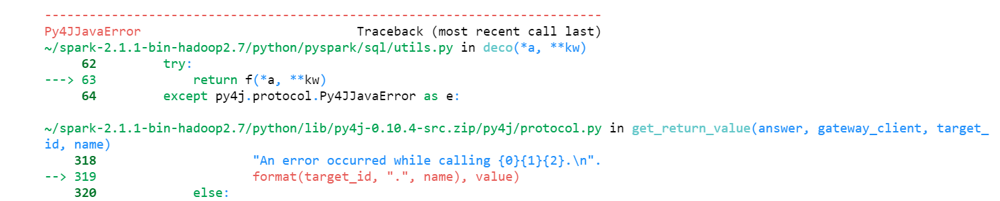 ---------------------------------------------------------------------------
Py4JJavaError                             Traceback (most recent call last)
~/spark-2.1.1-bin-hadoop2.7/python/pyspark/sql/utils.py in deco(*a, **kw)
     62         try:
---> 63             return f(*a, **kw)
     64         except py4j.protocol.Py4JJavaError as e:

~/spark-2.1.1-bin-hadoop2.7/python/lib/py4j-0.10.4-src.zip/py4j/protocol.py in get_return_value(answer, gateway_client, target_
id, name)
    318                     "An error occurred while calling {0}{1}{2}.\n".
--> 319                     format(target_id, ".", name), value)
    320             else: